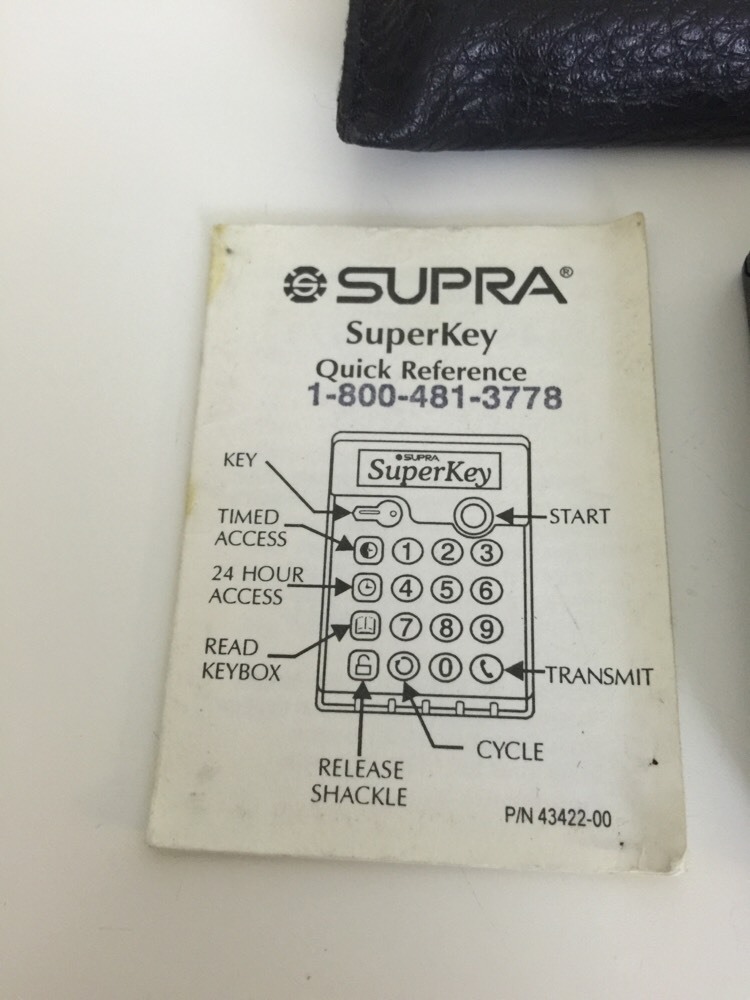 SUPRA®
SuperKey
Quick Reference
1-800-481-3778
SUPRA
SuperKey
KEY
START
TIMED
ACCESS
1 2 3
24 HOUR
ACCESS
4 5 6
READ
KEYBOX
7 8 9
0
TRANSMIT
CYCLE
RELEASE
SHACKLE
P/N 43422-00